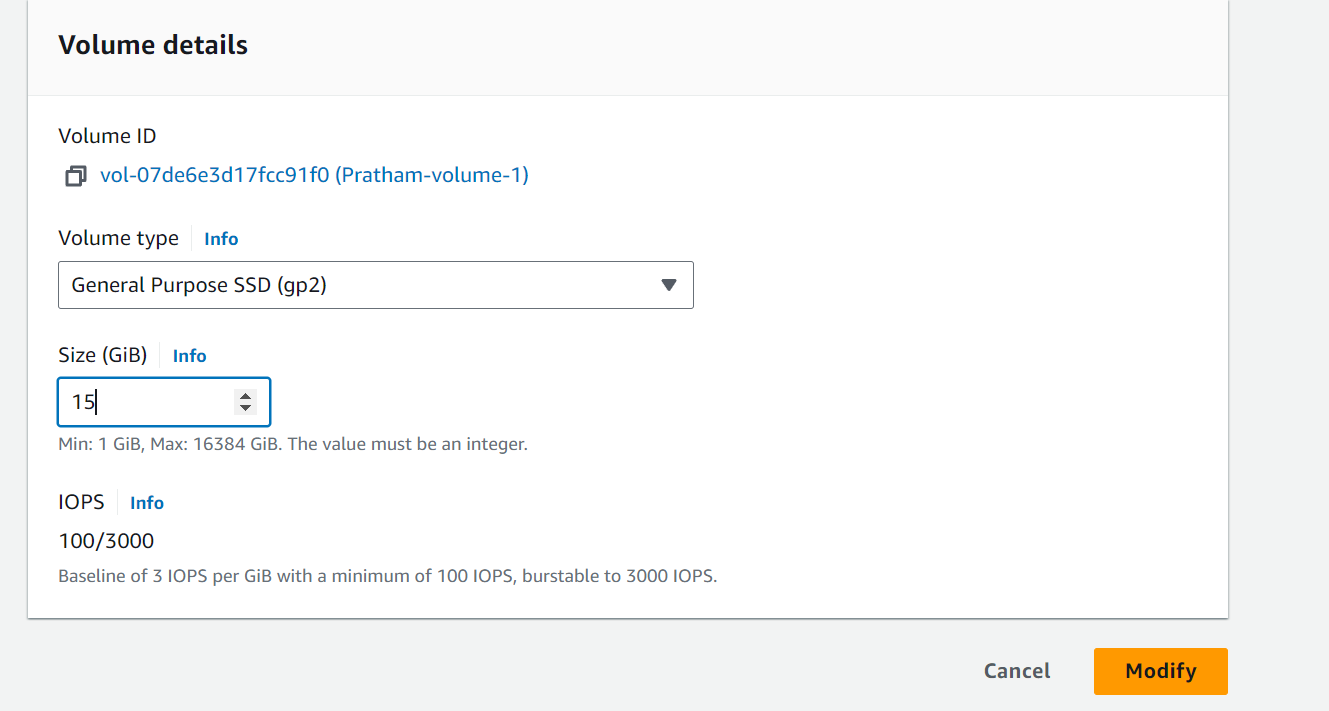 Volume details
Volume ID
vol-07de6e3d17fcc91f0 (Pratham-volume-1)
Volume type Info
General Purpose SSD (gp2)
Size (GiB) Info
15
Min: 1 GiB, Max: 16384 GiB. The value must be an integer.
IOPS Info
100/3000
Baseline of 3 IOPS per GiB with a minimum of 100 IOPS, burstable to 3000 IOPS.
Cancel Modify